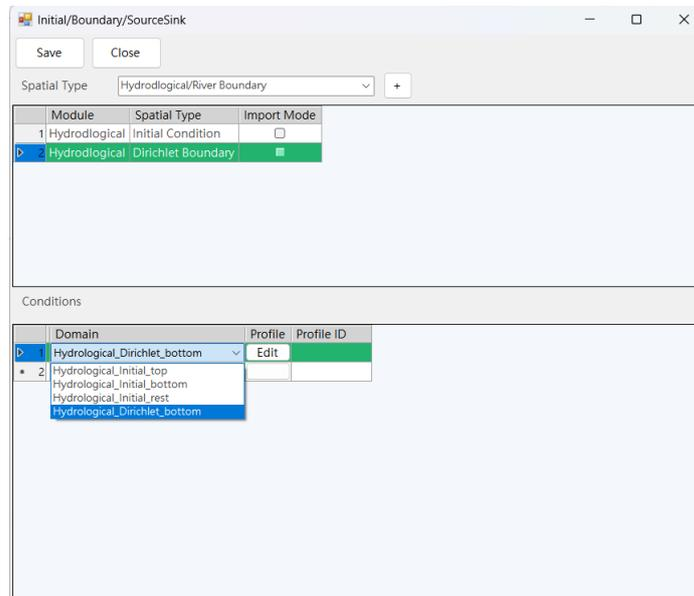 Initial/Boundary/SourceSink
Save Close
Spatial Type Hydrodlogical/River Boundary +
Module Spatial Type Import Mode
1 Hydrodlogical Initial Condition
2 Hydrodlogical Dirichlet Boundary
Conditions
Domain Profile Profile ID
1 Hydrological_Dirichlet_bottom Edit
2 Hydrological_Initial_top
Hydrological_Initial_bottom
Hydrological_Initial_rest
Hydrological_Dirichlet_bottom